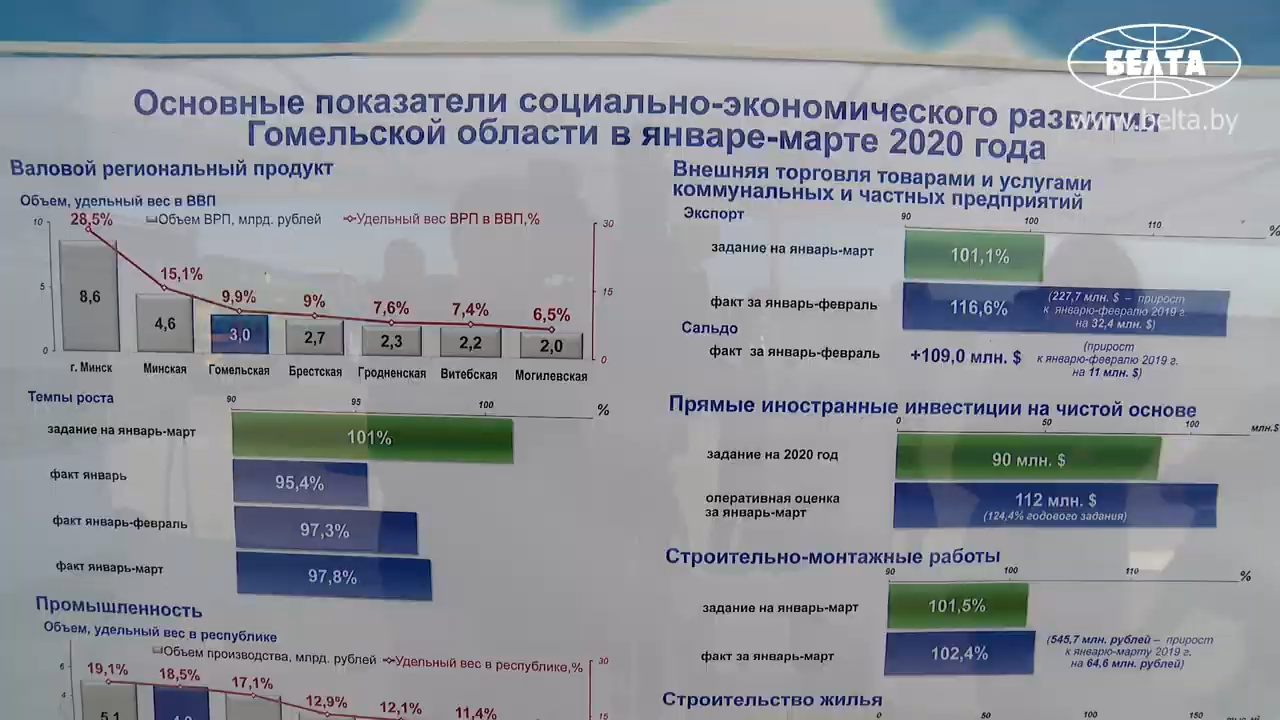 БЕЛТА
www.belta.by
Основные показатели социально-экономического развития
Гомельской области в январе-марте 2020 года
Валовой региональный продукт
Объем, удельный вес в ВВП
Объем ВРП, млрд. рублей
Удельный вес ВРП в ВВП,%
10
5
0
30
15
0
28,5%
15,1%
9,9%
9%
7,6%
7,4%
6,5%
8,6
4,6
3,0
2,7
2,3
2,2
2,0
г. Минск
Минская
Гомельская
Брестская
Гродненская
Витебская
Могилевская
Темпы роста
90
95
100
%
задание на январь-март
101%
факт январь
95,4%
факт январь-февраль
97,3%
факт январь-март
97,8%
Промышленность
Объем, удельный вес в республике
Объем производства, млрд. рублей
Удельный вес в республике,%
6
4
30
15
19,1%
18,5%
17,1%
12,9%
12,1%
11,4%
5,1
Внешняя торговля товарами и услугами
коммунальных и частных предприятий
Экспорт
90
100
110
%
задание на январь-март
101,1%
факт за январь-февраль
116,6%
(227,7 млн. $ – прирост
к январю-февралю 2019 г.
на 32,4 млн. $)
Сальдо
факт за январь-февраль
+109,0 млн. $
(прирост
к январю-февралю 2019 г.
на 11 млн. $)
Прямые иностранные инвестиции на чистой основе
0
50
100
млн.$
задание на 2020 год
90 млн. $
оперативная оценка
за январь-март
112 млн. $
(124,4% годового задания)
Строительно-монтажные работы
90
100
110
%
задание на январь-март
101,5%
факт за январь-март
102,4%
(545,7 млн. рублей – прирост
к январю-марту 2019 г.
на 64,6 млн. рублей)
Строительство жилья
0
50
100
150